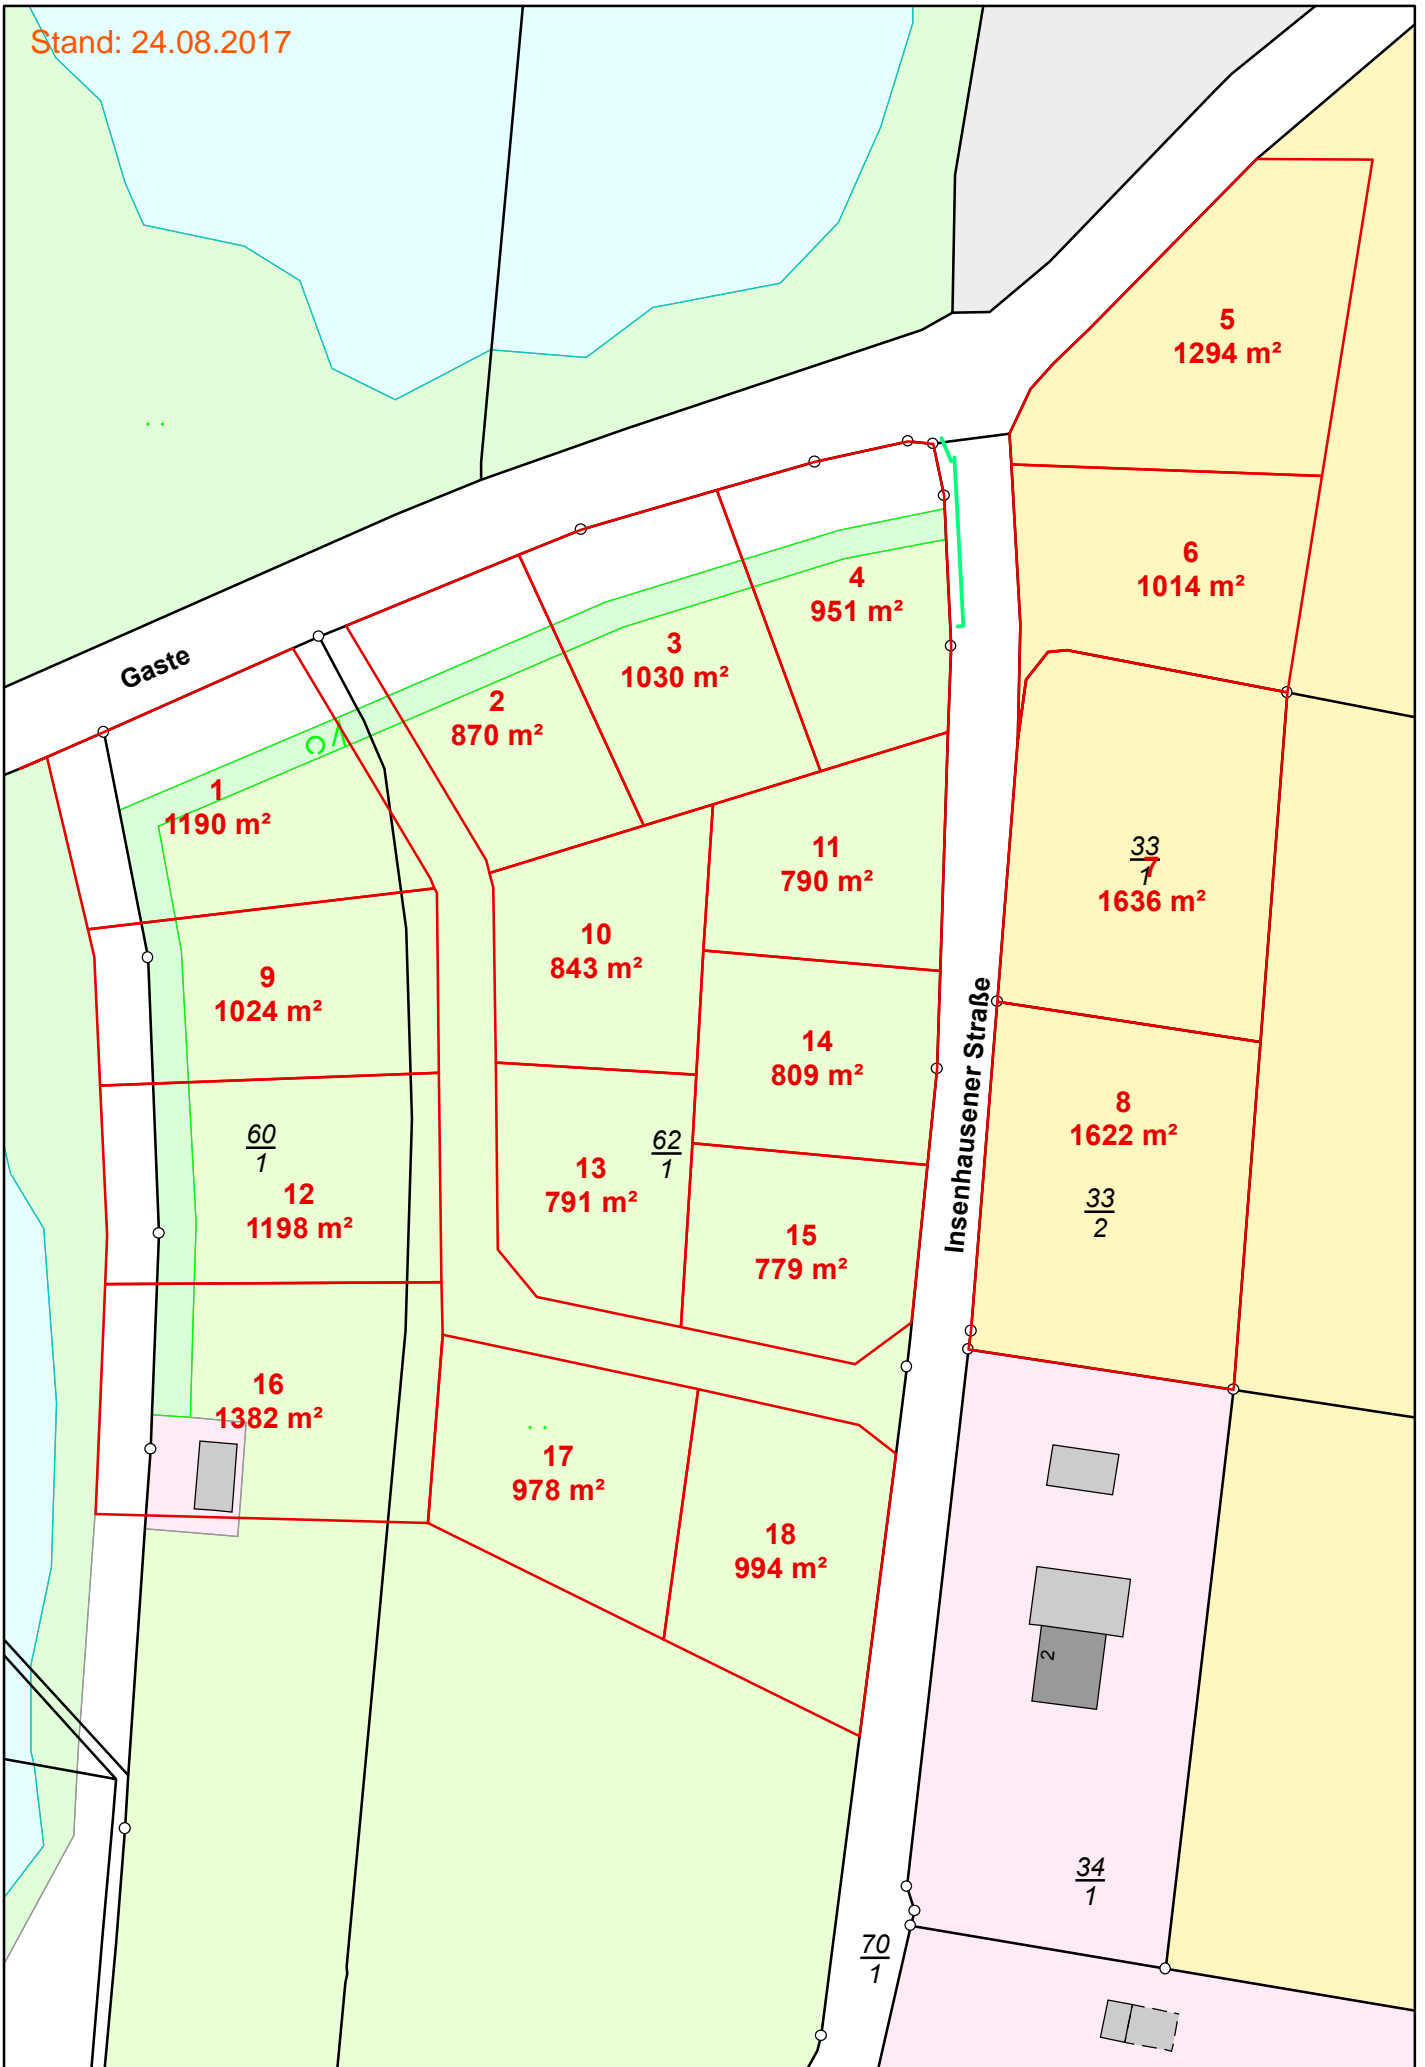 Stand: 24.08.2017
5
1294 m²
6
1014 m²
4
951 m²
3
1030 m²
Gaste
2
870 m²
1
1190 m²
11
790 m²
33
1
7
1636 m²
10
843 m²
9
1024 m²
Insenhausener Straße
14
809 m²
8
1622 m²
60
1
62
1
13
791 m²
12
1198 m²
33
2
15
779 m²
16
1382 m²
17
978 m²
18
994 m²
2
34
1
70
1